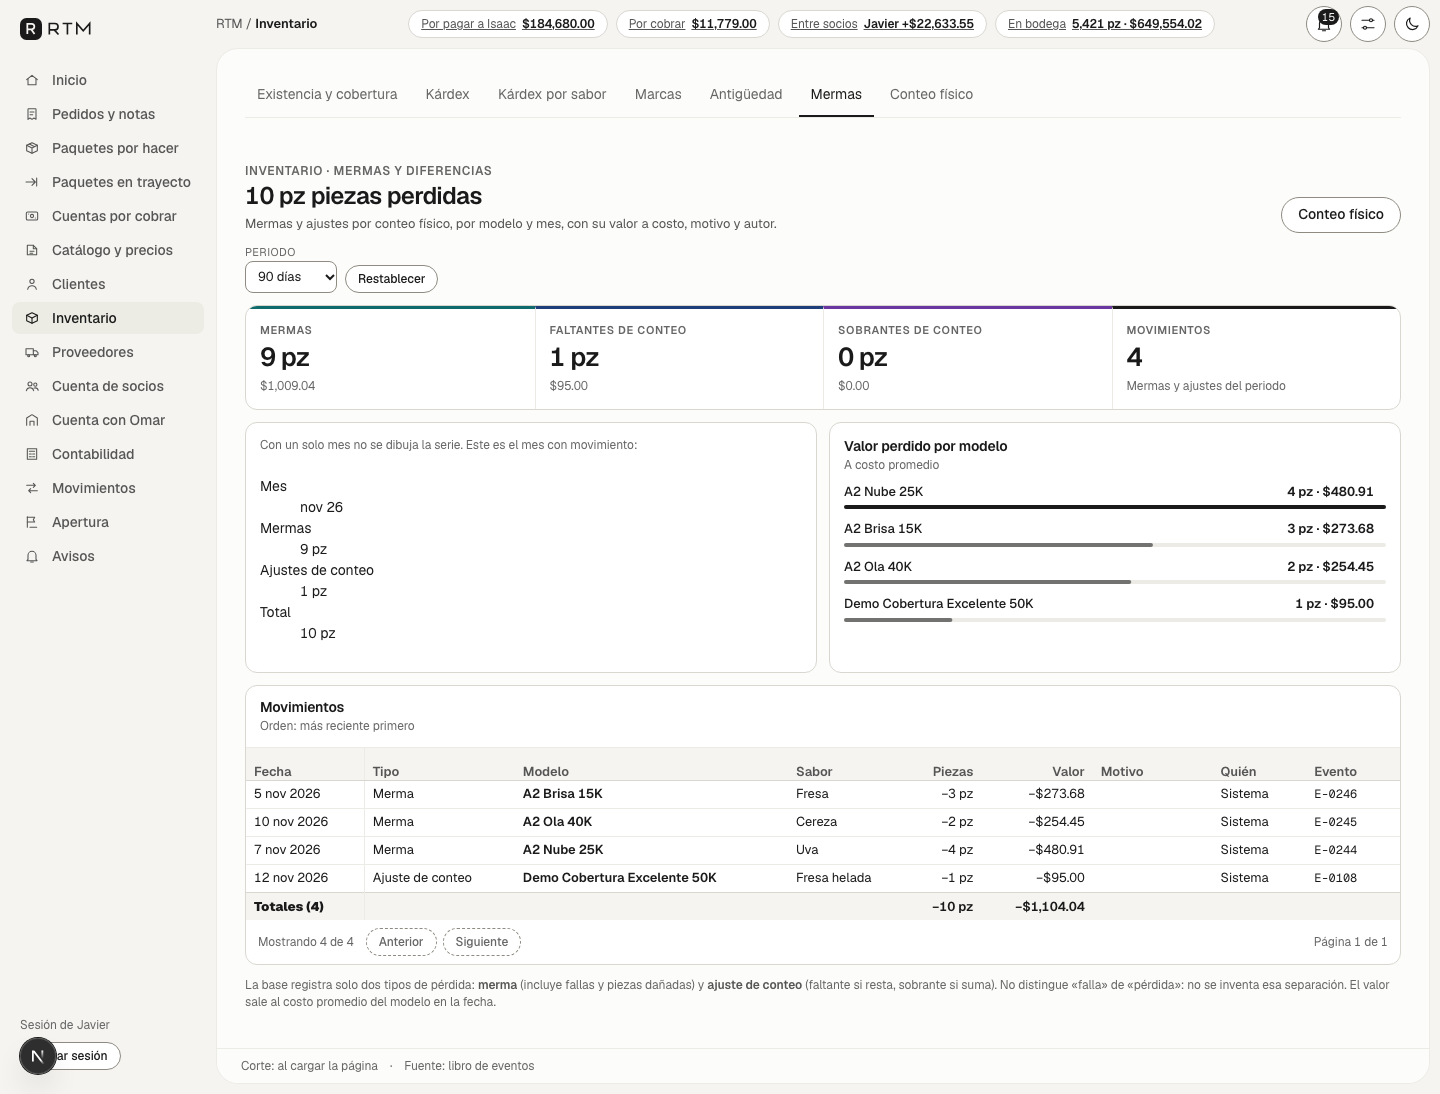 R RTM
RTM / Inventario
Por pagar a Isaac $184,680.00
Por cobrar $11,779.00
Entre socios Javier +$22,633.55
En bodega 5,421 pz · $649,554.02
15
Inicio
Pedidos y notas
Paquetes por hacer
Paquetes en trayecto
Cuentas por cobrar
Catálogo y precios
Clientes
Inventario
Proveedores
Cuenta de socios
Cuenta con Omar
Contabilidad
Movimientos
Apertura
Avisos
Sesión de Javier
N
ar sesión
Existencia y cobertura Kárdex Kárdex por sabor Marcas Antigüedad Mermas Conteo físico
INVENTARIO · MERMAS Y DIFERENCIAS
10 pz piezas perdidas
Mermas y ajustes por conteo físico, por modelo y mes, con su valor a costo, motivo y autor.
Conteo físico
PERIODO
90 días Restablecer
MERMAS
9 pz
$1,009.04
FALTANTES DE CONTEO
1 pz
$95.00
SOBRANTES DE CONTEO
0 pz
$0.00
MOVIMIENTOS
4
Mermas y ajustes del periodo
Con un solo mes no se dibuja la serie. Este es el mes con movimiento:
Mes
nov 26
Mermas
9 pz
Ajustes de conteo
1 pz
Total
10 pz
Valor perdido por modelo
A costo promedio
A2 Nube 25K 4 pz · $480.91
A2 Brisa 15K 3 pz · $273.68
A2 Ola 40K 2 pz · $254.45
Demo Cobertura Excelente 50K 1 pz · $95.00
Movimientos
Orden: más reciente primero
Fecha Tipo Modelo Sabor Piezas Valor Motivo Quién Evento
5 nov 2026 Merma A2 Brisa 15K Fresa −3 pz −$273.68 Sistema E-0246
10 nov 2026 Merma A2 Ola 40K Cereza −2 pz −$254.45 Sistema E-0245
7 nov 2026 Merma A2 Nube 25K Uva −4 pz −$480.91 Sistema E-0244
12 nov 2026 Ajuste de conteo Demo Cobertura Excelente 50K Fresa helada −1 pz −$95.00 Sistema E-0108
Totales (4) −10 pz −$1,104.04
Mostrando 4 de 4 Anterior Siguiente Página 1 de 1
La base registra solo dos tipos de pérdida: merma (incluye fallas y piezas dañadas) y ajuste de conteo (faltante si resta, sobrante si suma). No distingue «falla» de «pérdida»: no se inventa esa separación. El valor
sale al costo promedio del modelo en la fecha.
Corte: al cargar la página · Fuente: libro de eventos